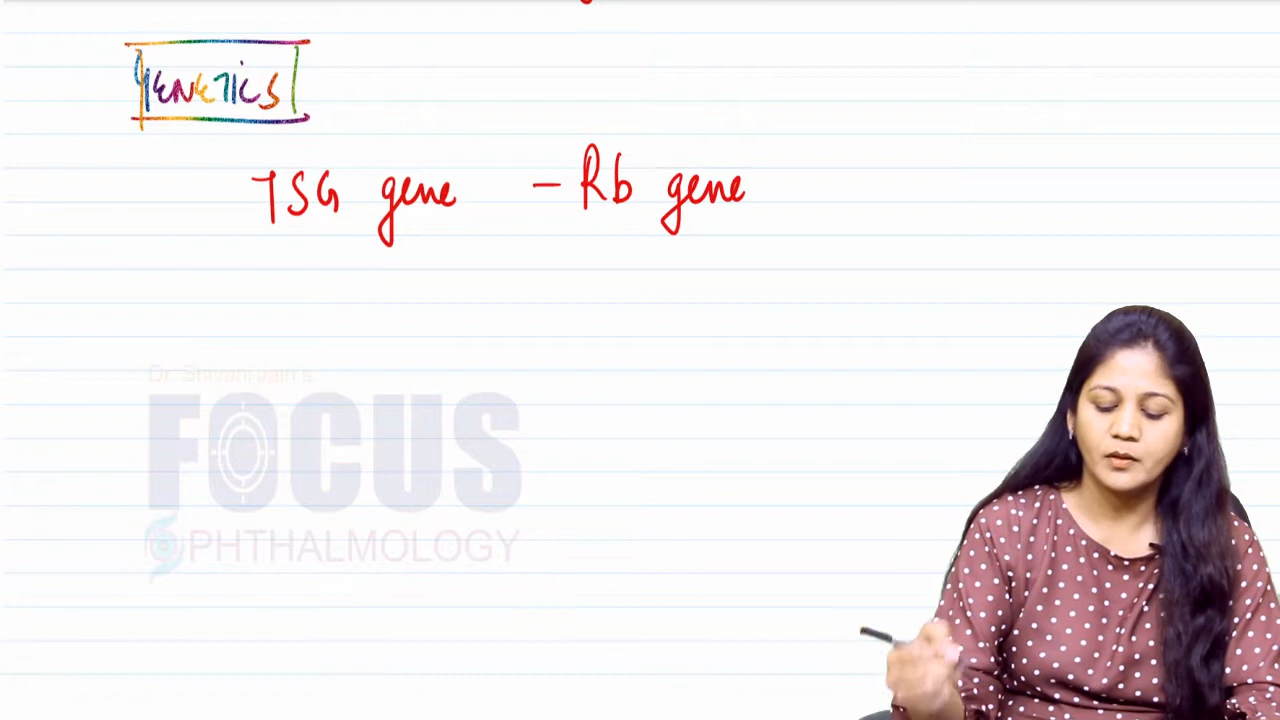 GENETICS
TSG gene - Rb gene
Dr. Shivani Jain's
FOCUS
OPHTHALMOLOGY